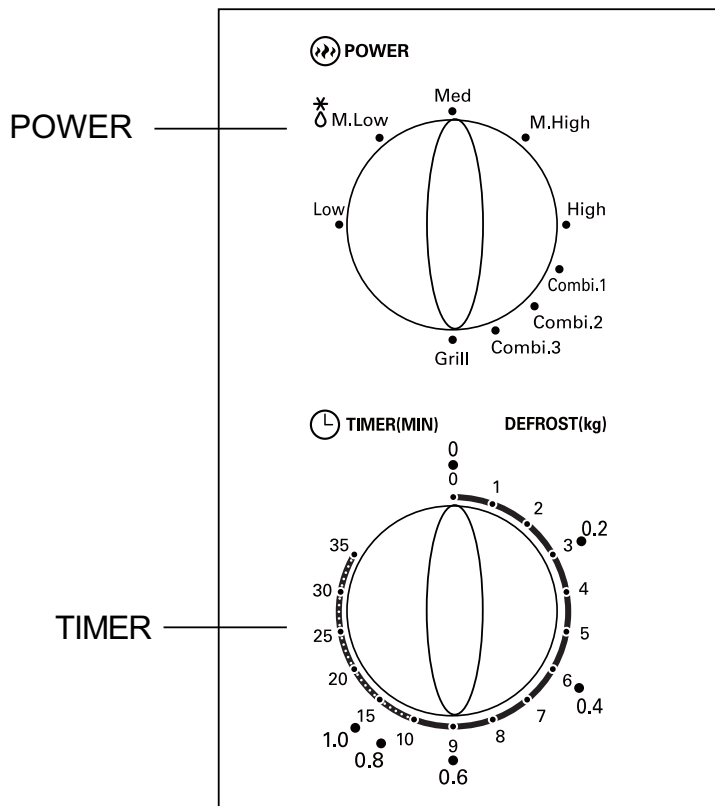 POWER
Med
M.Low
M.High
POWER
Low
High
Combi.1
Combi.2
Combi.3
Grill
TIMER(MIN) DEFROST(kg)
0
0
1
2
0.2
35
3
30
4
25
5
TIMER
20
6
0.4
15
7
1.0
10
9
8
0.8
0.6